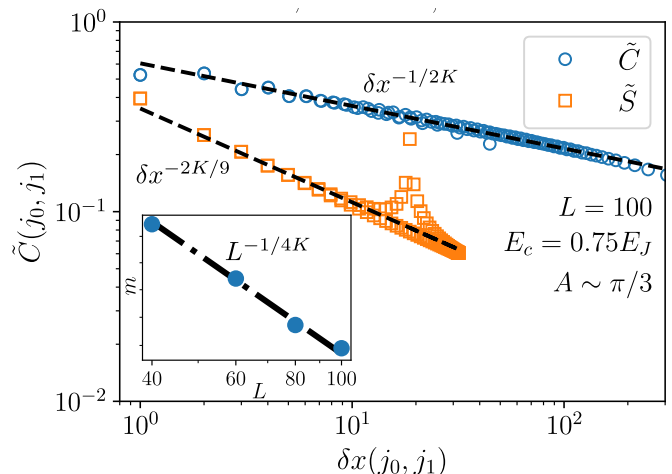 10^0
C̃
S̃
δx^{-1/2K}
δx^{-2K/9}
C̃(j_0, j_1)
10^{-1}
L = 100
E_c = 0.75E_J
A ∼ π/3
L^{-1/4K}
m
40
60
80
100
L
10^{-2}
10^0
10^1
10^2
δx(j_0, j_1)